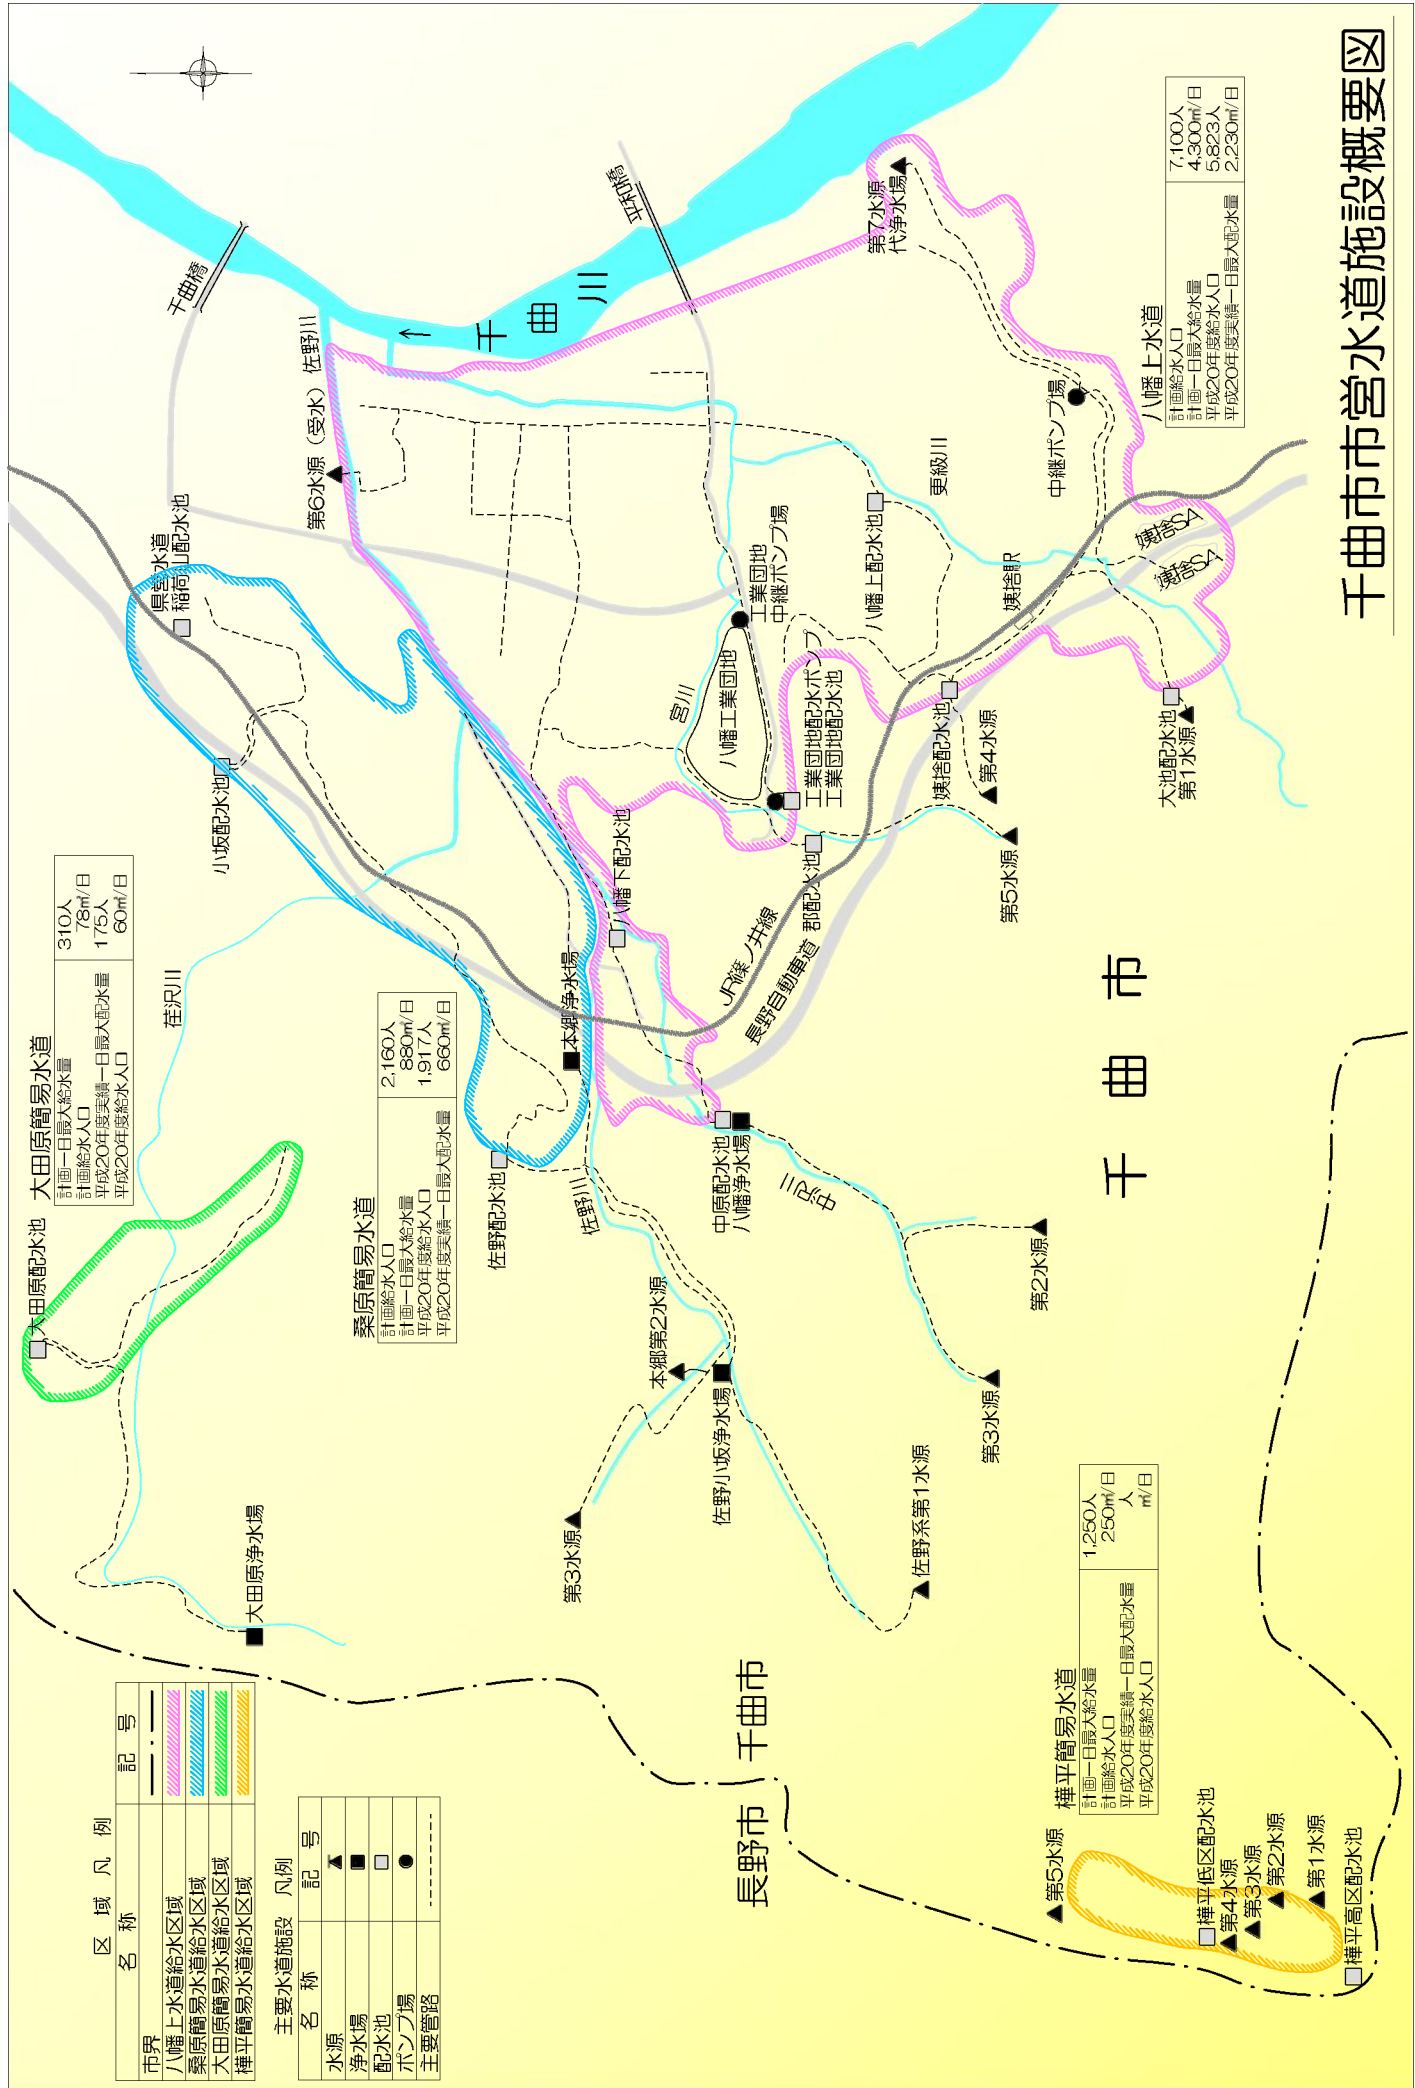 千曲市市営水道施設概要図
区域凡例
名称 記号
市界
八幡上水道給水区域
桑原簡易水道給水区域
大田原簡易水道給水区域
樺平簡易水道給水区域
主要水道施設 凡例
名称 記号
水源
浄水場
配水池
ポンプ場
主要管路
大田原配水池
大田原簡易水道
計画一日最大給水量 310人
計画給水人口 78㎥/日
平成20年度実績一日最大配水量 175人
平成20年度給水人口 60㎥/日
荏沢川
大田原浄水場
桑原簡易水道
計画給水人口 2,160人
計画一日最大給水量 880㎥/日
平成20年度給水人口 1,917人
平成20年度実績一日最大配水量 660㎥/日
小坂配水池
県営水道
稲荷山配水池
千曲橋
第6水源（受水）
佐野川
千曲川
平和橋
佐野配水池
本郷浄水場
佐野川
八幡下配水池
宮川
八幡工業団地
工業団地
中継ポンプ場
工業団地配水ポンプ
工業団地配水池
第3水源
本郷第2水源
佐野小坂浄水場
佐野系第1水源
中原配水池
八幡浄水場
中沢川
第2水源
第3水源
JR篠ノ井線
長野自動車道
郡配水池
八幡上配水池
更級川
姨捨配水池
第4水源
第5水源
姨捨駅
姨捨SA
姨捨SA
中継ポンプ場
第7水源
代浄水場
大池配水池
第1水源
八幡上水道
計画給水人口 7,100人
計画一日最大給水量 4,300㎥/日
平成20年度給水人口 5,823人
平成20年度実績一日最大配水量 2,230㎥/日
千曲市
長野市
千曲市
樺平簡易水道
計画一日最大給水量 1,250人
計画給水人口 250㎥/日
平成20年度実績一日最大配水量 人
平成20年度給水人口 ㎥/日
第5水源
樺平低区配水池
第4水源
第3水源
第2水源
第1水源
樺平高区配水池